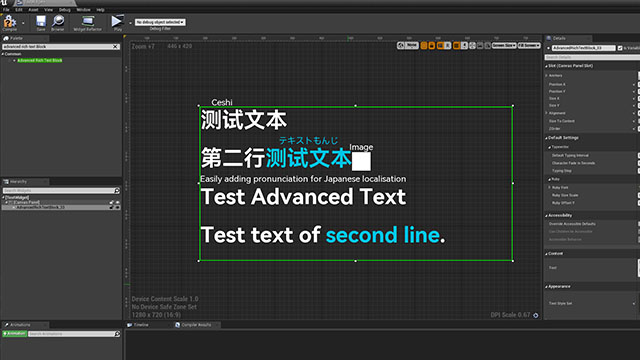 File
Edit
Asset
View
Debug
Window
Help
Compile
Save
Browse
Widget Reflector
Play
No debug object selected
Debug Filter
Palette
advanced rich text block
Common
Advanced Rich Text Block
Hierarchy
Search Widgets
[TestWidget]
[Canvas Panel]
AdvancedRichTextBlock_53
Animations
+ Animation
Search Animations
Zoom +7
446 x 429
None
Screen Size
Fill Screen
Ceshi
测试文本
テキストもんじ
第二行测试文本
Image
Easily adding pronunciation for Japanese localisation
Test Advanced Text
Test text of second line.
Device Content Scale 1.0
No Device Safe Zone Set
1280 x 720 (16:9)
DPI Scale 0.67
Timeline
Compiler Results
Details
AdvancedRichTextBlock_53
Search Details
Slot (Canvas Panel Slot)
Anchors
Position X
Position Y
Size X
Size Y
Alignment
Size To Content
ZOrder
Default Settings
Typewriter
Default Typing Interval
Character Fade in Seconds
Typing Step
Ruby
Ruby Font
Ruby Size Scale
Ruby Offset Y
Accessibility
Override Accessible Defaults
Can Children be Accessible
Accessible Behavior
Content
Text
Appearance
Text Style Set